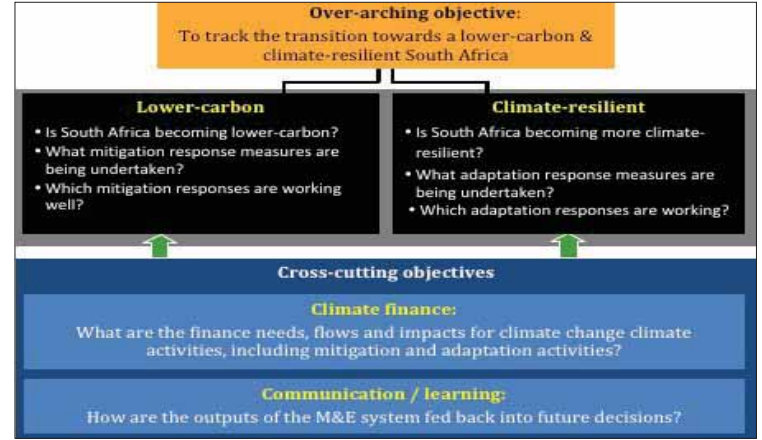 Over-arching objective:
To track the transition towards a lower-carbon &
climate-resilient South Africa
Lower-carbon
• Is South Africa becoming lower-carbon?
• What mitigation response measures are
being undertaken?
• Which mitigation responses are working
well?
Climate-resilient
• Is South Africa becoming more climate-
resilient?
• What adaptation response measures are
being undertaken?
• Which adaptation responses are working?
Cross-cutting objectives
Climate finance:
What are the finance needs, flows and impacts for climate change climate
activities, including mitigation and adaptation activities?
Communication / learning:
How are the outputs of the M&E system fed back into future decisions?